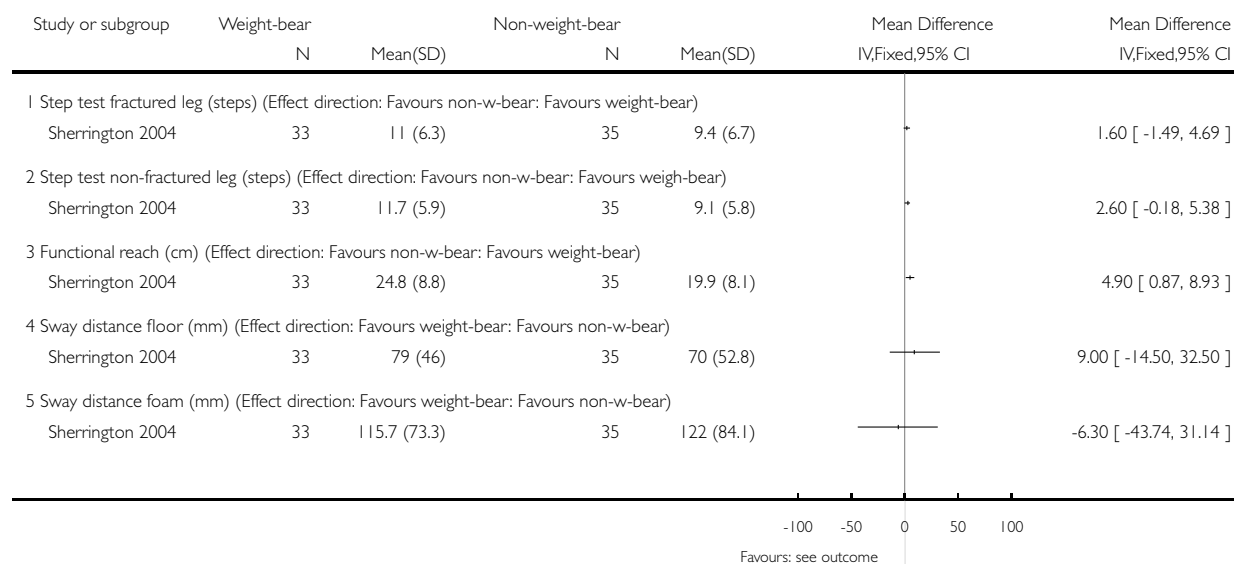 Study or subgroup Weight-bear Non-weight-bear Mean Difference Mean Difference
N Mean(SD) N Mean(SD) IV,Fixed,95% CI IV,Fixed,95% CI
1 Step test fractured leg (steps) (Effect direction: Favours non-w-bear: Favours weight-bear)
Sherrington 2004 33 11 (6.3) 35 9.4 (6.7) 1.60 [ -1.49, 4.69 ]
2 Step test non-fractured leg (steps) (Effect direction: Favours non-w-bear: Favours weigh-bear)
Sherrington 2004 33 11.7 (5.9) 35 9.1 (5.8) 2.60 [ -0.18, 5.38 ]
3 Functional reach (cm) (Effect direction: Favours non-w-bear: Favours weight-bear)
Sherrington 2004 33 24.8 (8.8) 35 19.9 (8.1) 4.90 [ 0.87, 8.93 ]
4 Sway distance floor (mm) (Effect direction: Favours weight-bear: Favours non-w-bear)
Sherrington 2004 33 79 (46) 35 70 (52.8) 9.00 [ -14.50, 32.50 ]
5 Sway distance foam (mm) (Effect direction: Favours weight-bear: Favours non-w-bear)
Sherrington 2004 33 115.7 (73.3) 35 122 (84.1) -6.30 [ -43.74, 31.14 ]
-100 -50 0 50 100
Favours: see outcome